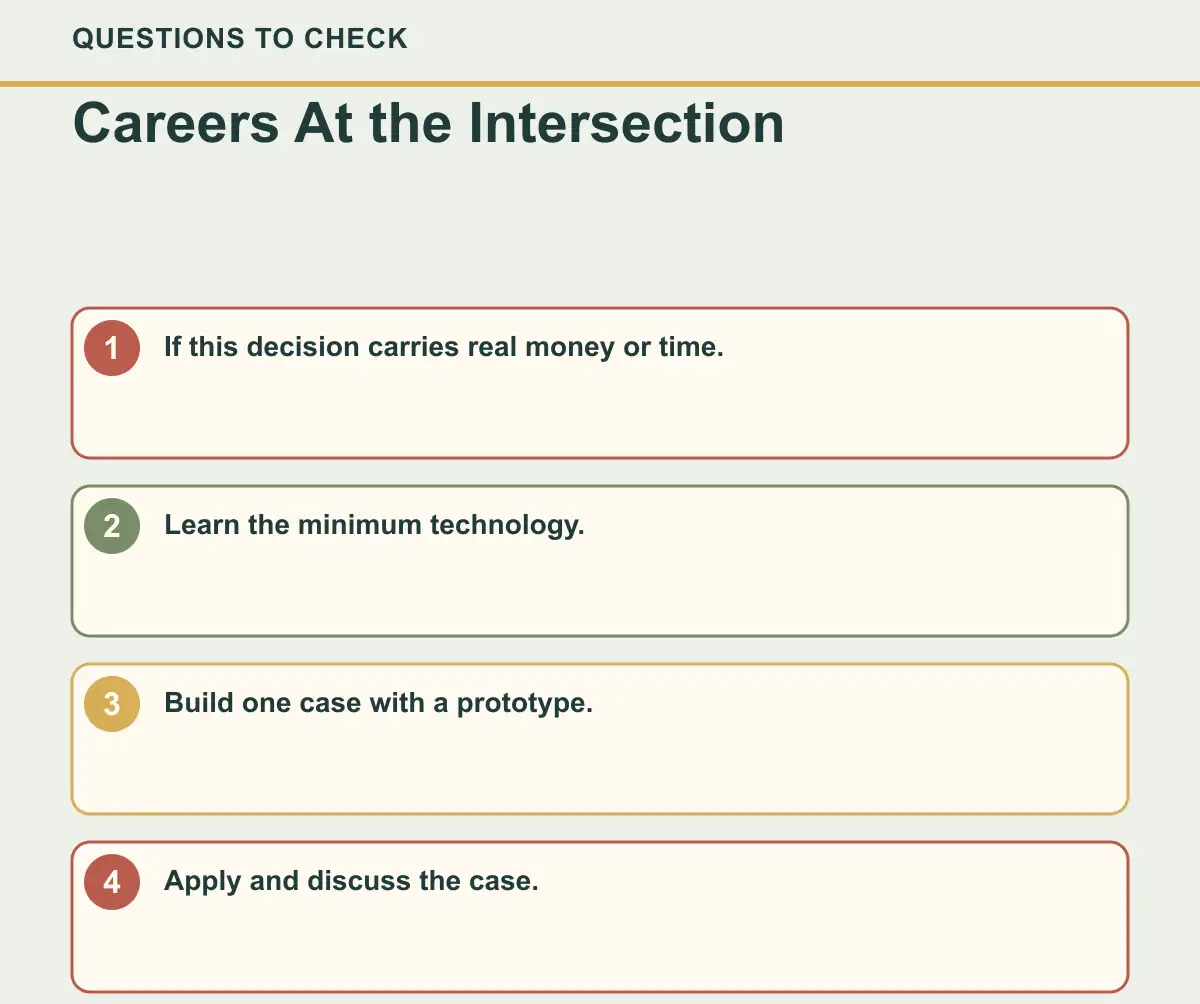 QUESTIONS TO CHECK
Careers At the Intersection
1 If this decision carries real money or time.
2 Learn the minimum technology.
3 Build one case with a prototype.
4 Apply and discuss the case.